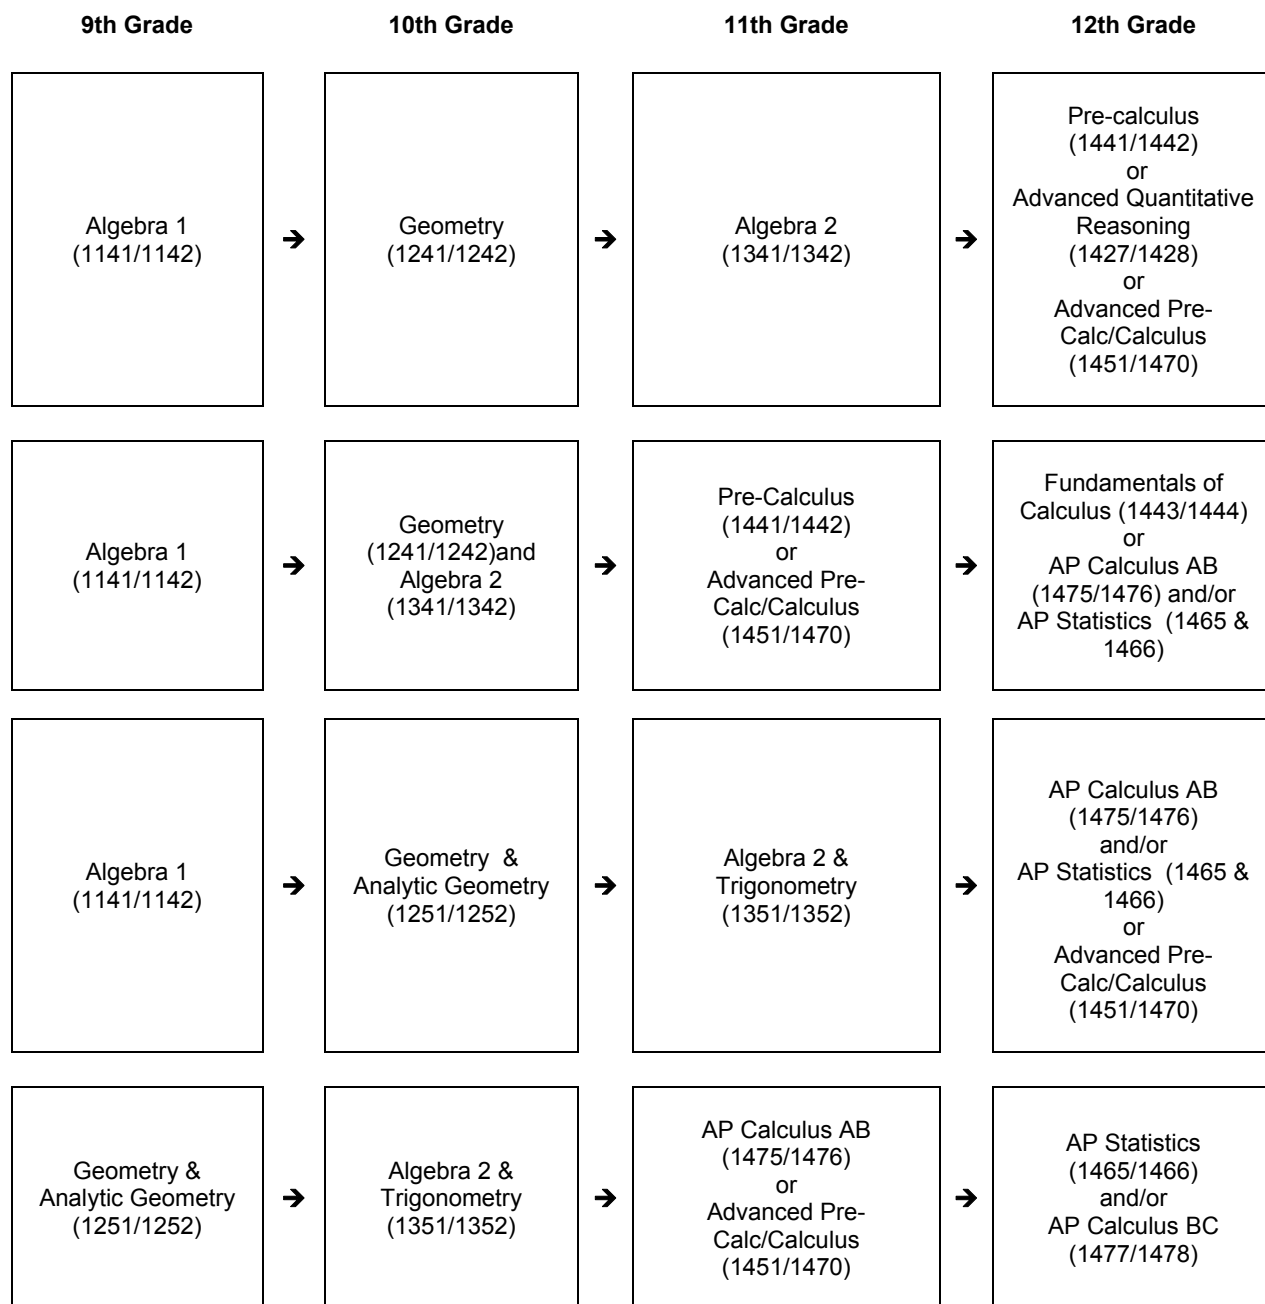 9th Grade
10th Grade
11th Grade
12th Grade
Algebra 1
(1141/1142)
➔
Geometry
(1241/1242)
➔
Algebra 2
(1341/1342)
➔
Pre-calculus
(1441/1442)
or
Advanced Quantitative
Reasoning
(1427/1428)
or
Advanced Pre-
Calc/Calculus
(1451/1470)
Algebra 1
(1141/1142)
➔
Geometry
(1241/1242)and
Algebra 2
(1341/1342)
➔
Pre-Calculus
(1441/1442)
or
Advanced Pre-
Calc/Calculus
(1451/1470)
➔
Fundamentals of
Calculus (1443/1444)
or
AP Calculus AB
(1475/1476) and/or
AP Statistics (1465 &
1466)
Algebra 1
(1141/1142)
➔
Geometry &
Analytic Geometry
(1251/1252)
➔
Algebra 2 &
Trigonometry
(1351/1352)
➔
AP Calculus AB
(1475/1476)
and/or
AP Statistics (1465 &
1466)
or
Advanced Pre-
Calc/Calculus
(1451/1470)
Geometry &
Analytic Geometry
(1251/1252)
➔
Algebra 2 &
Trigonometry
(1351/1352)
➔
AP Calculus AB
(1475/1476)
or
Advanced Pre-
Calc/Calculus
(1451/1470)
➔
AP Statistics
(1465/1466)
and/or
AP Calculus BC
(1477/1478)